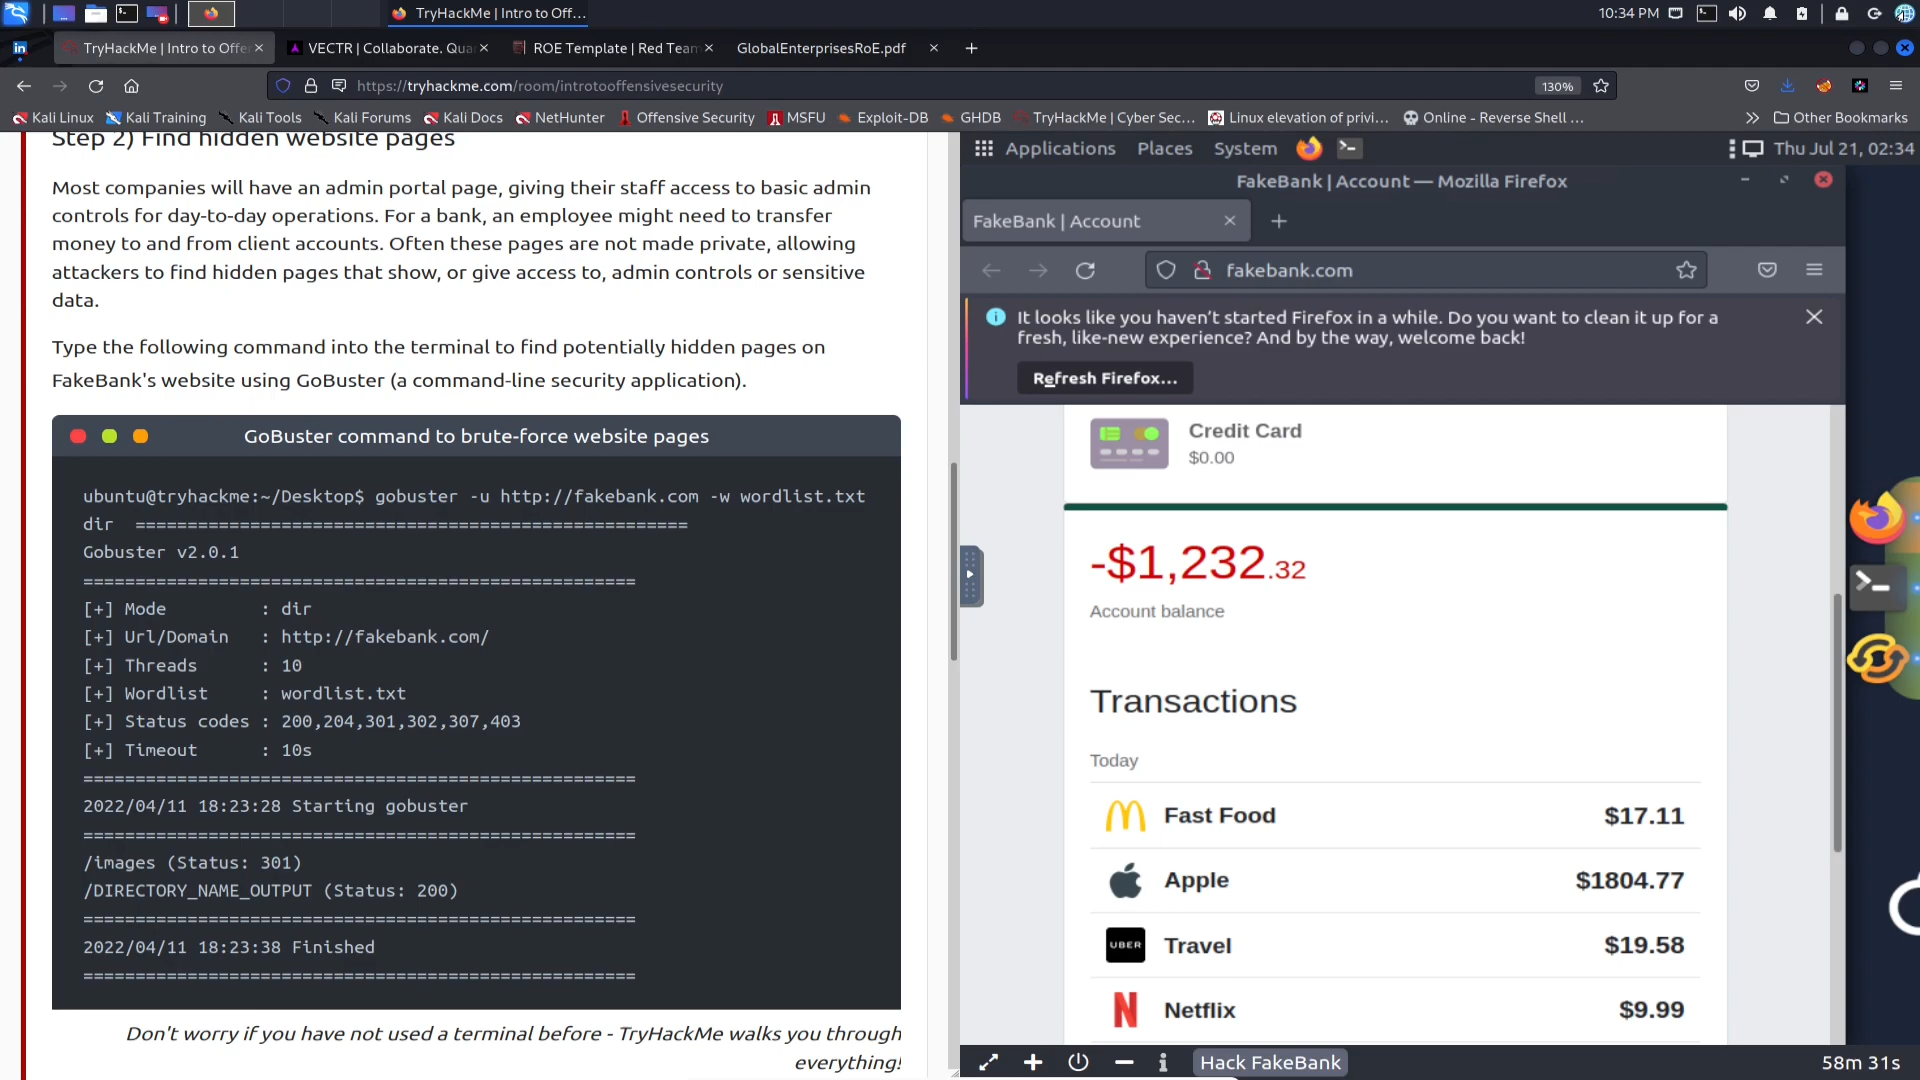 TryHackMe | Intro to Off...
10:34 PM
TryHackMe | Intro to Offe
VECTR | Collaborate. Qua
ROE Template | Red Team
GlobalEnterprisesRoE.pdf
https://tryhackme.com/room/introtooffensivesecurity
130%
Kali Linux
Kali Training
Kali Tools
Kali Forums
Kali Docs
NetHunter
Offensive Security
MSFU
Exploit-DB
GHDB
TryHackMe | Cyber Sec...
Linux elevation of privi...
Online - Reverse Shell ...
Other Bookmarks
Step 2) Find hidden website pages
Most companies will have an admin portal page, giving their staff access to basic admin
controls for day-to-day operations. For a bank, an employee might need to transfer
money to and from client accounts. Often these pages are not made private, allowing
attackers to find hidden pages that show, or give access to, admin controls or sensitive
data.
Type the following command into the terminal to find potentially hidden pages on
FakeBank's website using GoBuster (a command-line security application).
GoBuster command to brute-force website pages
ubuntu@tryhackme:~/Desktop$ gobuster -u http://fakebank.com -w wordlist.txt
dir =====================================================
Gobuster v2.0.1
=====================================================
[+] Mode : dir
[+] Url/Domain : http://fakebank.com/
[+] Threads : 10
[+] Wordlist : wordlist.txt
[+] Status codes : 200,204,301,302,307,403
[+] Timeout : 10s
=====================================================
2022/04/11 18:23:28 Starting gobuster
=====================================================
/images (Status: 301)
/DIRECTORY_NAME_OUTPUT (Status: 200)
=====================================================
2022/04/11 18:23:38 Finished
=====================================================
Don't worry if you have not used a terminal before - TryHackMe walks you through
everything!
Applications Places System
Thu Jul 21, 02:34
FakeBank | Account — Mozilla Firefox
FakeBank | Account
fakebank.com
It looks like you haven't started Firefox in a while. Do you want to clean it up for a
fresh, like-new experience? And by the way, welcome back!
Refresh Firefox...
Credit Card
$0.00
-$1,232.32
Account balance
Transactions
Today
Fast Food $17.11
Apple $1804.77
UBER Travel $19.58
Netflix $9.99
Hack FakeBank
58m 31s